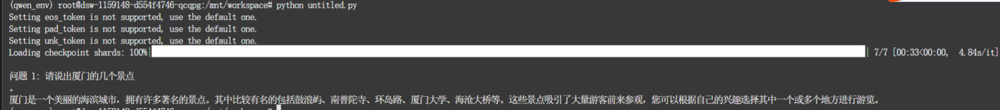 (qwen_env) root@dsw-1159148-d554f4746-qcqpg:/mnt/workspace# python untitled.py
Setting eos_token is not supported, use the default one.
Setting pad_token is not supported, use the default one.
Setting unk_token is not supported, use the default one.
Loading checkpoint shards: 100%| | 7/7 [00:33<00:00, 4.84s/it]
问题 1: 请说出厦门的几个景点
。
厦门是一个美丽的海滨城市，拥有许多著名的景点。其中比较有名的包括鼓浪屿、南普陀寺、环岛路、厦门大学、海沧大桥等。这些景点吸引了大量游客前来参观，您可以根据自己的兴趣选择其中一个或多个地方进行游览。
(qwen_env) root@dsw-1159148-d554f4746-